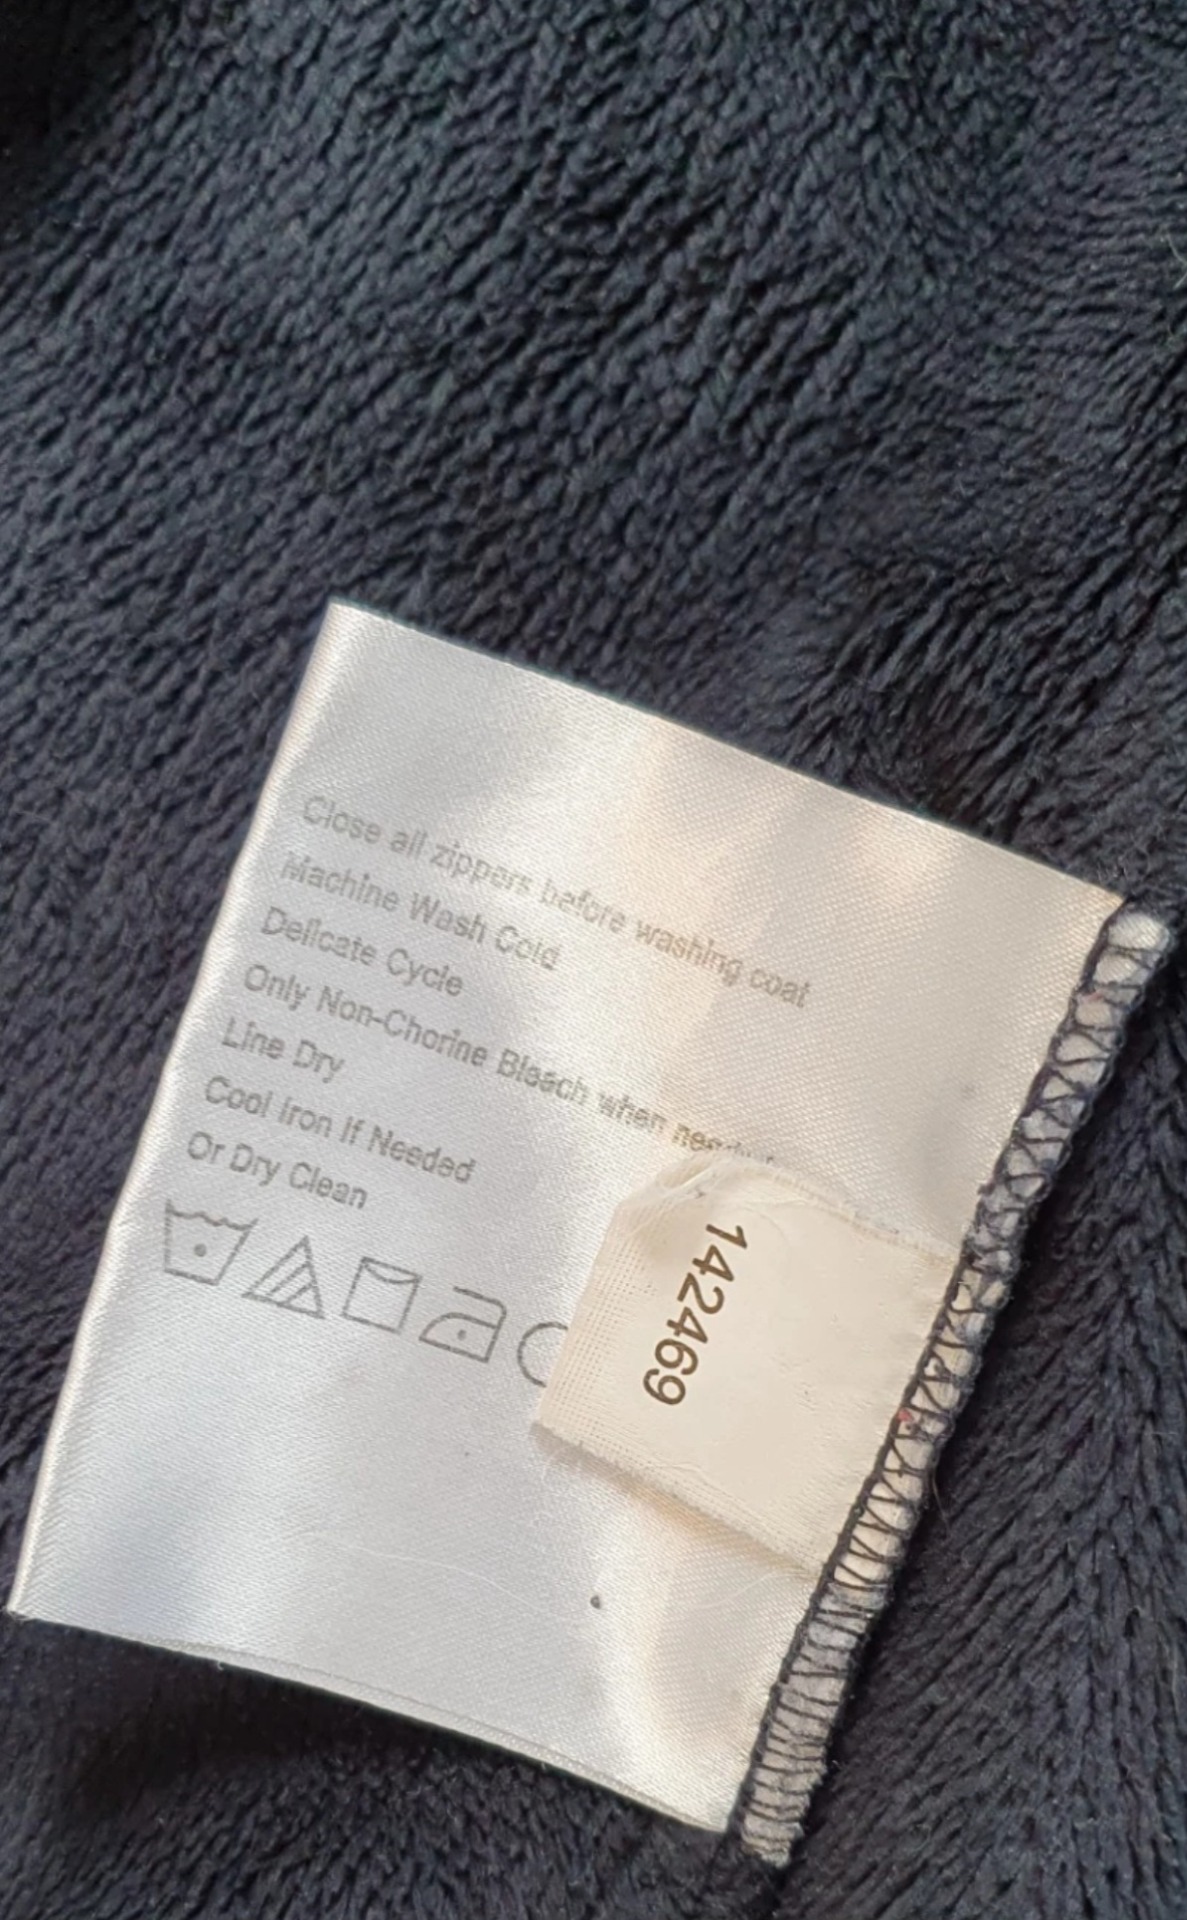 Close all zippers before washing coat
Machine Wash Cold
Delicate Cycle
Only Non-Chorine Bleach when
Line Dry
Cool Iron If Needed
Or Dry Clean
142469